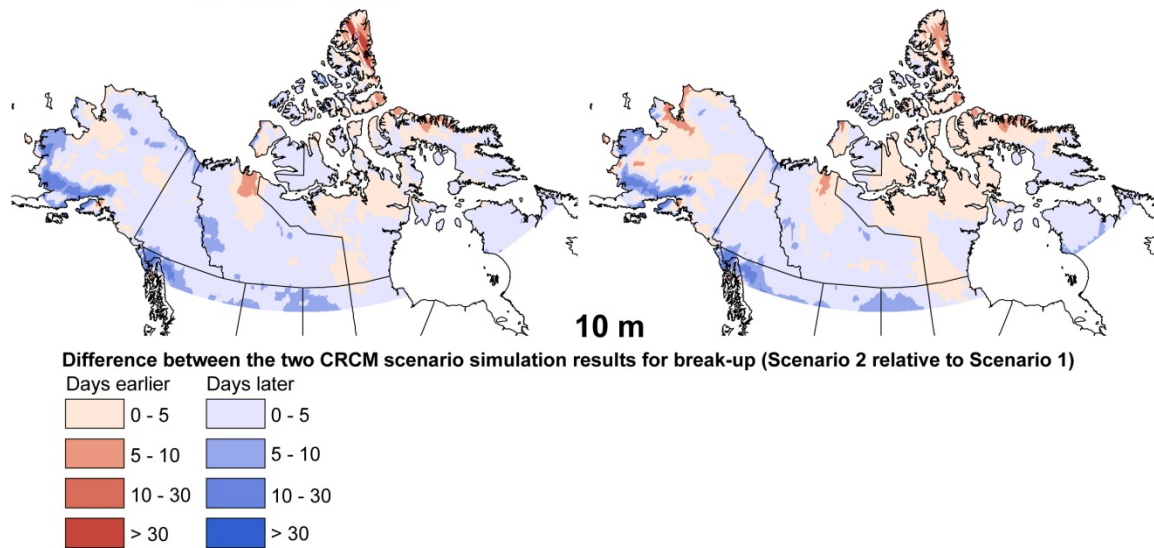 10 m
Difference between the two CRCM scenario simulation results for break-up (Scenario 2 relative to Scenario 1)
Days earlier Days later
0 - 5 0 - 5
5 - 10 5 - 10
10 - 30 10 - 30
> 30 > 30